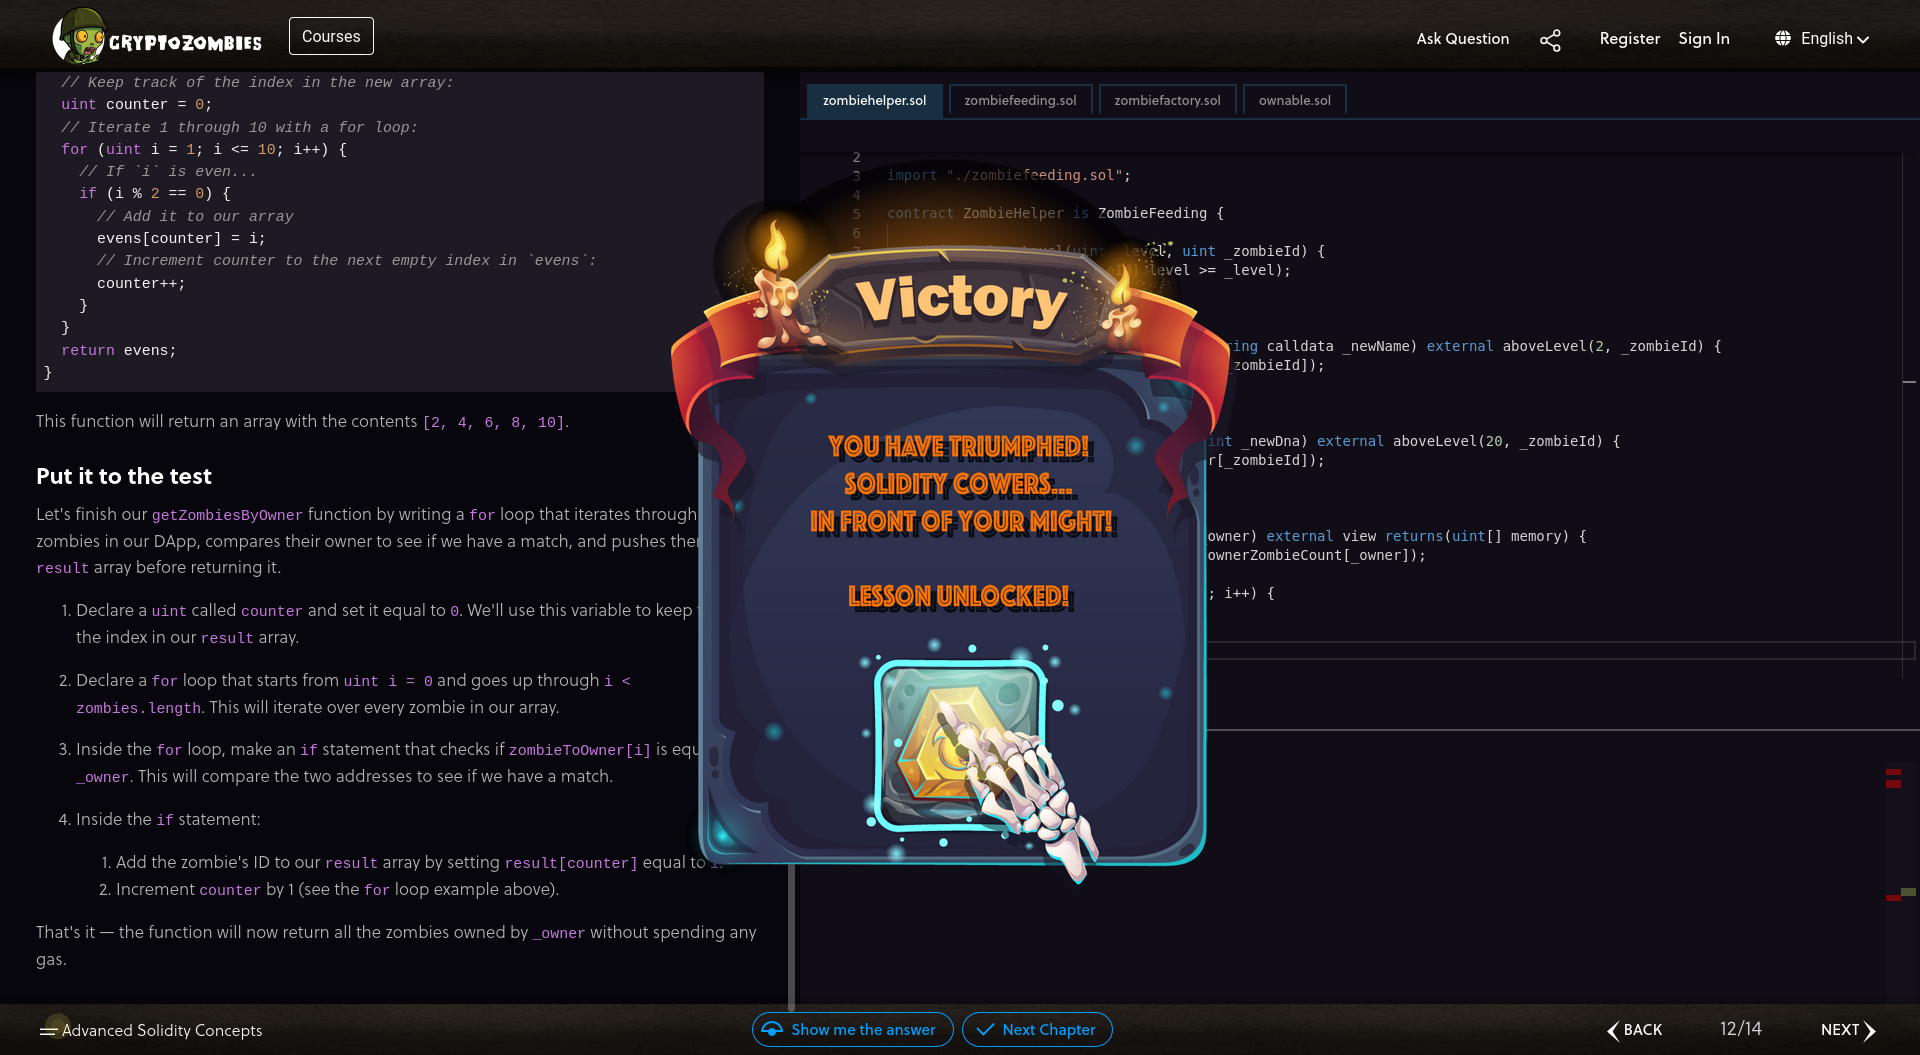 CRYPTOZOMBIES
Courses
Ask Question
Register
Sign In
English
// Keep track of the index in the new array:
uint counter = 0;
// Iterate 1 through 10 with a for loop:
for (uint i = 1; i <= 10; i++) {
// If `i` is even...
if (i % 2 == 0) {
// Add it to our array
evens[counter] = i;
// Increment counter to the next empty index in `evens`:
counter++;
}
}
return evens;
}
This function will return an array with the contents [2, 4, 6, 8, 10].
Put it to the test
Let's finish our getZombiesByOwner function by writing a for loop that iterates through
zombies in our DApp, compares their owner to see if we have a match, and pushes
result array before returning it.
1. Declare a uint called counter and set it equal to 0. We'll use this variable to keep
the index in our result array.
2. Declare a for loop that starts from uint i = 0 and goes up through i <
zombies.length. This will iterate over every zombie in our array.
3. Inside the for loop, make an if statement that checks if zombieToOwner[i] is
_owner. This will compare the two addresses to see if we have a match.
4. Inside the if statement:
1. Add the zombie's ID to our result array by setting result[counter] equal to i.
2. Increment counter by 1 (see the for loop example above).
That's it — the function will now return all the zombies owned by _owner without spending any
gas.
zombiehelper.sol
zombiefeeding.sol
zombiefactory.sol
ownable.sol
2
3 import "./zombiefeeding.sol";
4
5 contract ZombieHelper is ZombieFeeding {
6
7 level, uint _zombieId) {
level >= _level);
calldata _newName) external aboveLevel(2, _zombieId) {
_zombieId]);
_newDna) external aboveLevel(20, _zombieId) {
[_zombieId]);
owner) external view returns(uint[] memory) {
ownerZombieCount[_owner]);
; i++) {
Victory
YOU HAVE TRIUMPHED!
SOLIDITY COWERS...
IN FRONT OF YOUR MIGHT!
LESSON UNLOCKED!
Advanced Solidity Concepts
Show me the answer
Next Chapter
BACK
12/14
NEXT